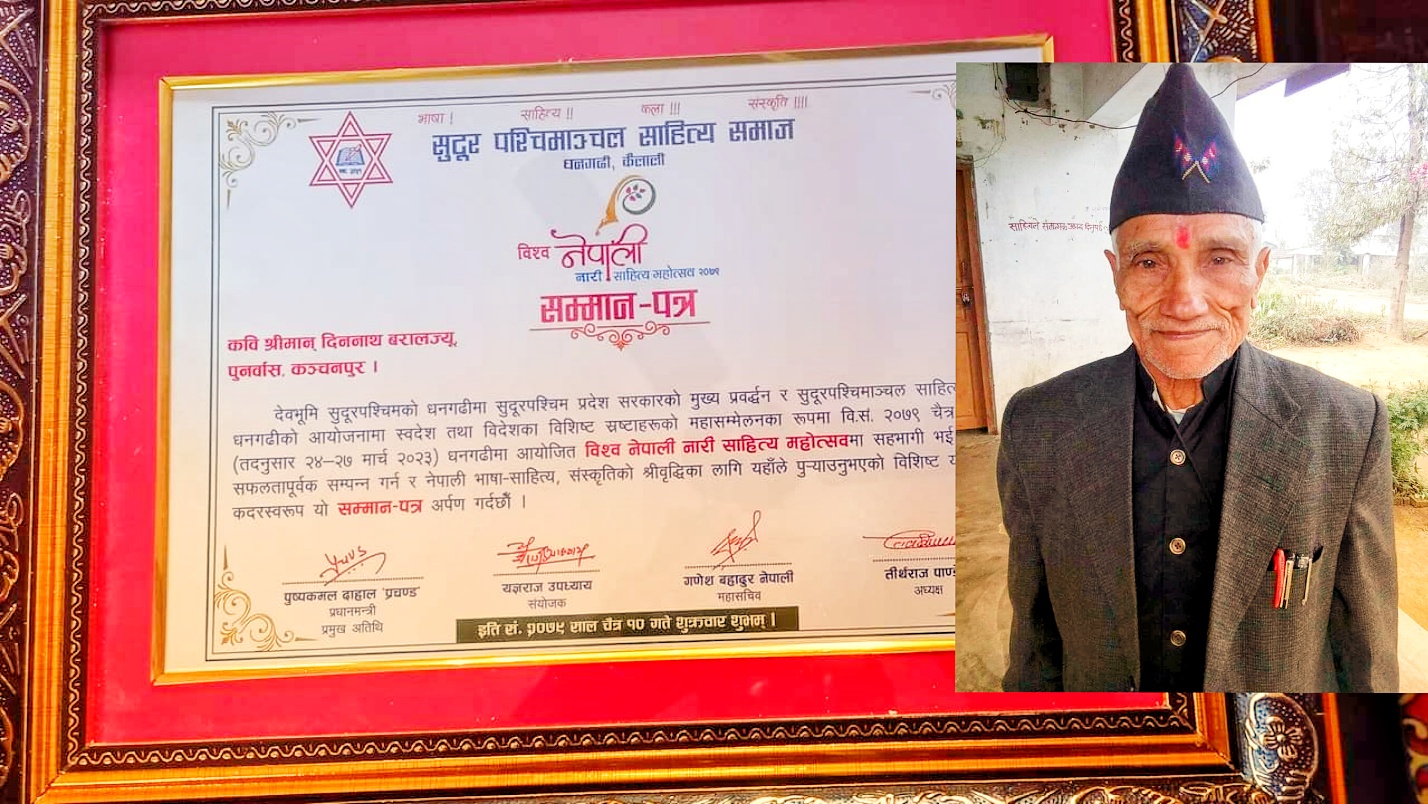 भाषा ! साहित्य !! कला !!! संस्कृति !!!!
सुदूर पश्चिमाञ्चल साहित्य समाज
धनगढी, कैलाली
विश्व नेपाली
नारी साहित्य महोत्सव २०७९
सम्मान-पत्र
कवि श्रीमान् दिननाथ बरालज्यू,
पुनर्वास, कञ्चनपुर ।
देवभूमि सुदूरपश्चिमको धनगढीमा सुदूरपश्चिम प्रदेश सरकारको मुख्य प्रवर्द्धन र सुदूरपश्चिमाञ्चल साहित्
धनगढीको आयोजनामा स्वदेश तथा विदेशका विशिष्ट स्रष्टाहरूको महासम्मेलनका रूपमा वि.सं. २०७९ चैत्र
(तदनुसार २४–२७ मार्च २०२३) धनगढीमा आयोजित विश्व नेपाली नारी साहित्य महोत्सवमा सहभागी भई
सफलतापूर्वक सम्पन्न गर्न र नेपाली भाषा-साहित्य, संस्कृतिको श्रीवृद्धिका लागि यहाँले पुर्‍याउनुभएको विशिष्ट
कदरस्वरूप यो सम्मान-पत्र अर्पण गर्दछौँ ।
पुष्पकमल दाहाल 'प्रचण्ड' यज्ञराज उपध्याय गणेश बहादुर नेपाली तीर्थराज
प्रधानमन्त्री संयोजक महासचिव अध्यक्ष
प्रमुख अतिथि
इति सं. २०७९ साल चैत्र १० गते शुक्रवार शुभम् ।